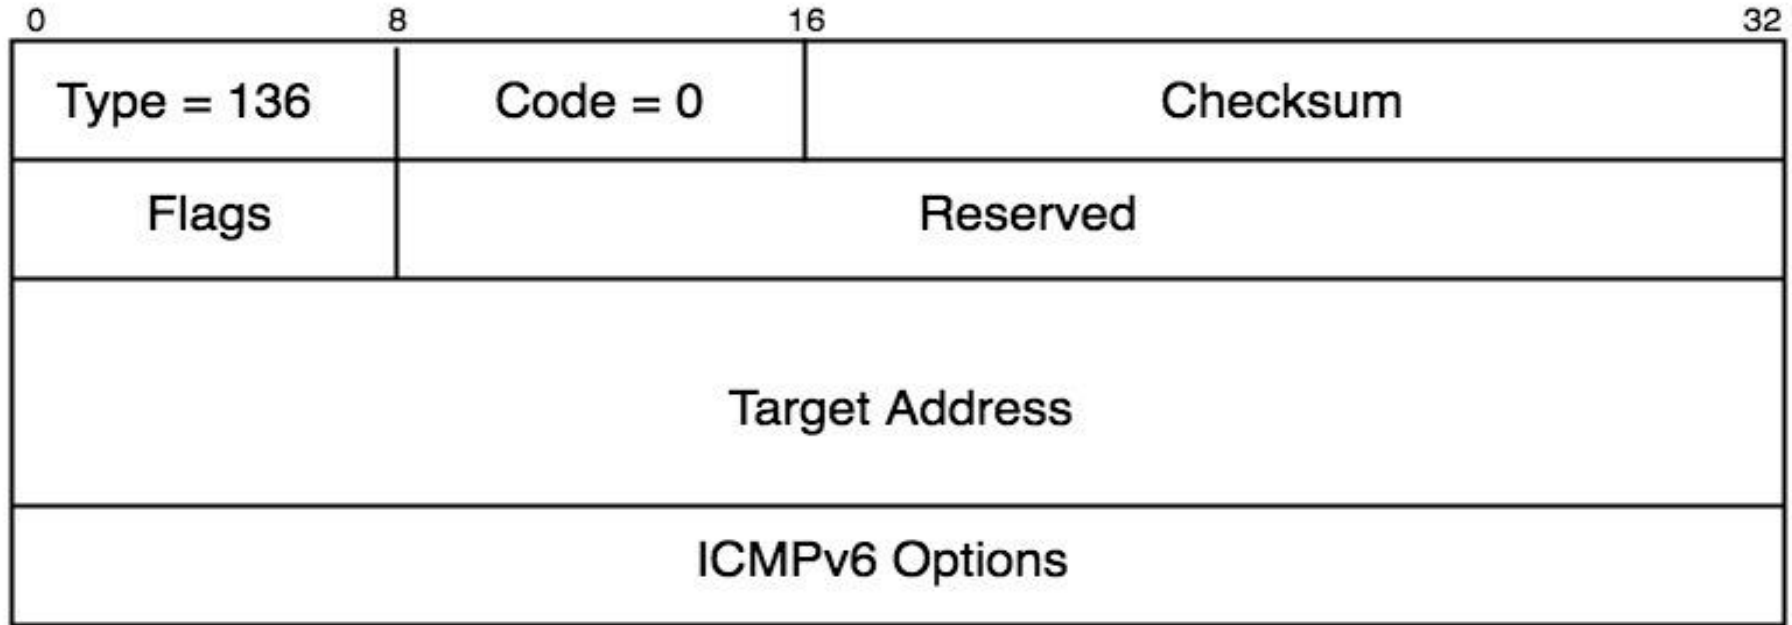 0 8 16 32
Type = 136 Code = 0 Checksum
Flags Reserved
Target Address
ICMPv6 Options